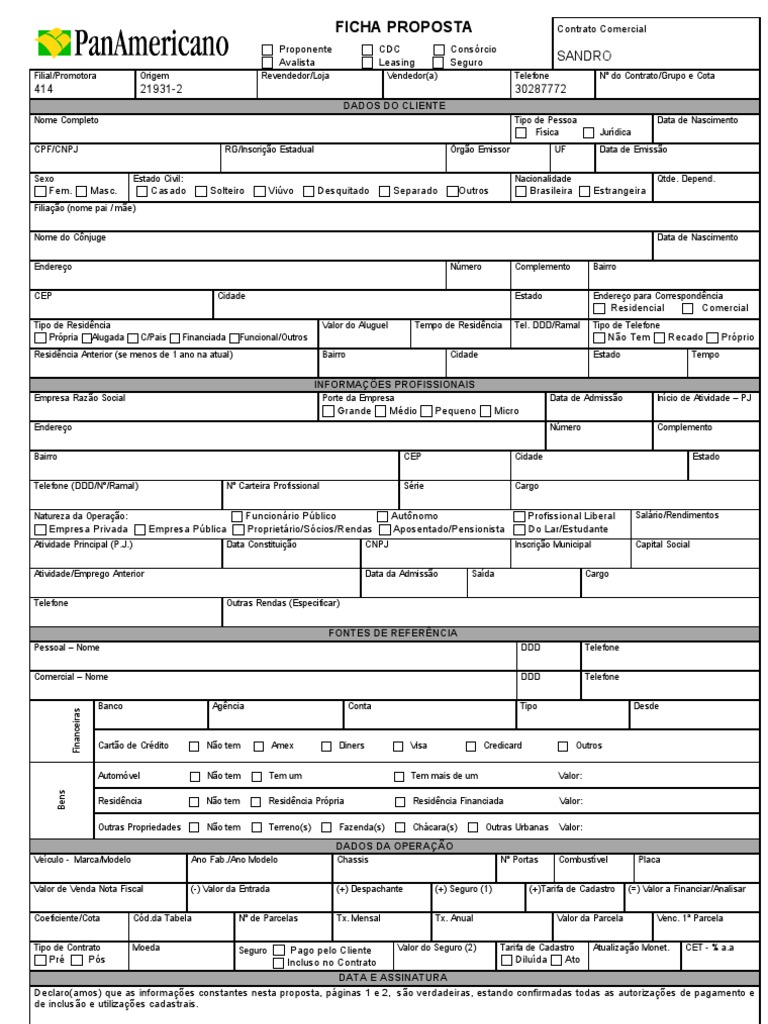 FICHA PROPOSTA
Contrato Comercial
PanAmericano
Proponente CDC Consórcio
SANDRO
Avalista Leasing Seguro
Filial/Promotora Origem Revendedor/Loja Vendedor(a) Telefone Nº do Contrato/Grupo e Cota
414 21931-2 30287772
DADOS DO CLIENTE
Nome Completo Tipo de Pessoa Data de Nascimento
Física Jurídica
CPF/CNPJ RG/Inscrição Estadual Órgão Emissor UF Data de Emissão
Sexo Estado Civil: Nacionalidade Qtde. Depend.
Fem. Masc. Casado Solteiro Viúvo Desquitado Separado Outros Brasileira Estrangeira
Filiação (nome pai / mãe)
Nome do Cônjuge Data de Nascimento
Endereço Número Complemento Bairro
CEP Cidade Estado Endereço para Correspondência
Residencial Comercial
Tipo de Residência Valor do Aluguel Tempo de Residência Tel. DDD/Ramal Tipo de Telefone
Própria Alugada C/Pais Financiada Funcional/Outros Não Tem Recado Próprio
Residência Anterior (se menos de 1 ano na atual) Bairro Cidade Estado Tempo
INFORMAÇÕES PROFISSIONAIS
Empresa Razão Social Porte da Empresa Data de Admissão Início de Atividade – PJ
Grande Médio Pequeno Micro
Endereço Número Complemento
Bairro CEP Cidade Estado
Telefone (DDD/Nº/Ramal) Nº Carteira Profissional Série Cargo
Natureza da Operação: Funcionário Público Autônomo Profissional Liberal Salário/Rendimentos
Empresa Privada Empresa Pública Proprietário/Sócios/Rendas Aposentado/Pensionista Do Lar/Estudante
Atividade Principal (P.J.) Data Constituição CNPJ Inscrição Municipal Capital Social
Atividade/Emprego Anterior Data da Admissão Saída Cargo
Telefone Outras Rendas (Especificar)
FONTES DE REFERÊNCIA
Pessoal – Nome DDD Telefone
Comercial – Nome DDD Telefone
Financeiras
Banco Agência Conta Tipo Desde
Cartão de Crédito Não tem Amex Diners Visa Credicard Outros
Bens
Automóvel Não tem Tem um Tem mais de um Valor:
Residência Não tem Residência Própria Residência Financiada Valor:
Outras Propriedades Não tem Terreno(s) Fazenda(s) Chácara(s) Outras Urbanas Valor:
DADOS DA OPERAÇÃO
Veículo - Marca/Modelo Ano Fab./Ano Modelo Chassis Nº Portas Combustível Placa
Valor de Venda Nota Fiscal (-) Valor da Entrada (+) Despachante (+) Seguro (1) (+)Tarifa de Cadastro (=) Valor a Financiar/Analisar
Coeficiente/Cota Cód.da Tabela Nº de Parcelas Tx. Mensal Tx. Anual Valor da Parcela Venc. 1ª Parcela
Tipo de Contrato Moeda Seguro Pago pelo Cliente Valor do Seguro (2) Tarifa de Cadastro Atualização Monet. CET - % a.a
Pré Pós Incluso no Contrato Diluída Ato
DATA E ASSINATURA
Declaro(amos) que as informações constantes nesta proposta, páginas 1 e 2, são verdadeiras, estando confirmadas todas as autorizações de pagamento e
de inclusão e utilizações cadastrais.